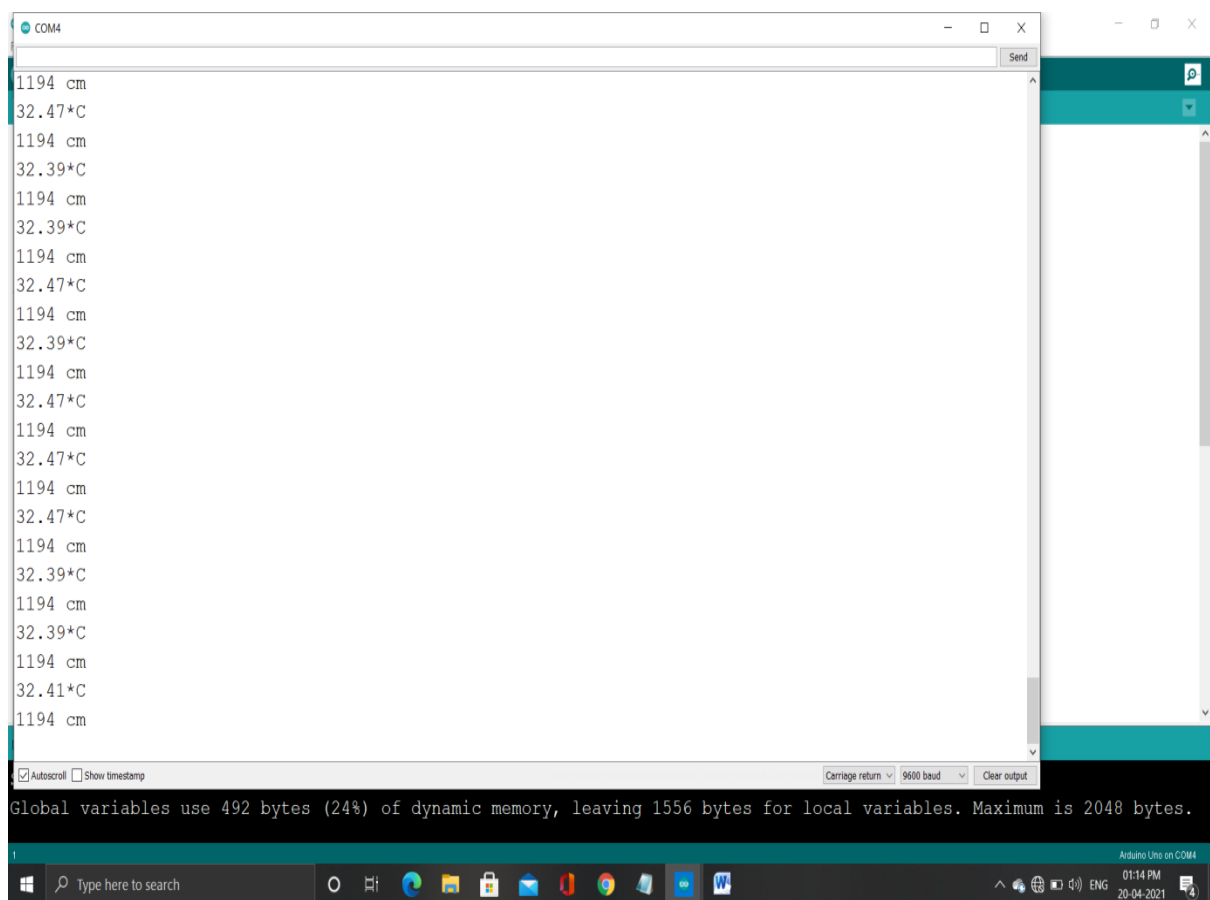 COM4
Send
1194 cm
32.47*C
1194 cm
32.39*C
1194 cm
32.39*C
1194 cm
32.47*C
1194 cm
32.39*C
1194 cm
32.47*C
1194 cm
32.47*C
1194 cm
32.47*C
1194 cm
32.39*C
1194 cm
32.39*C
1194 cm
32.41*C
1194 cm
Autoscroll Show timestamp Carriage return 9600 baud Clear output
Global variables use 492 bytes (24%) of dynamic memory, leaving 1556 bytes for local variables. Maximum is 2048 bytes.
1 Arduino Uno on COM4
Type here to search ENG 01:14 PM
20-04-2021 4